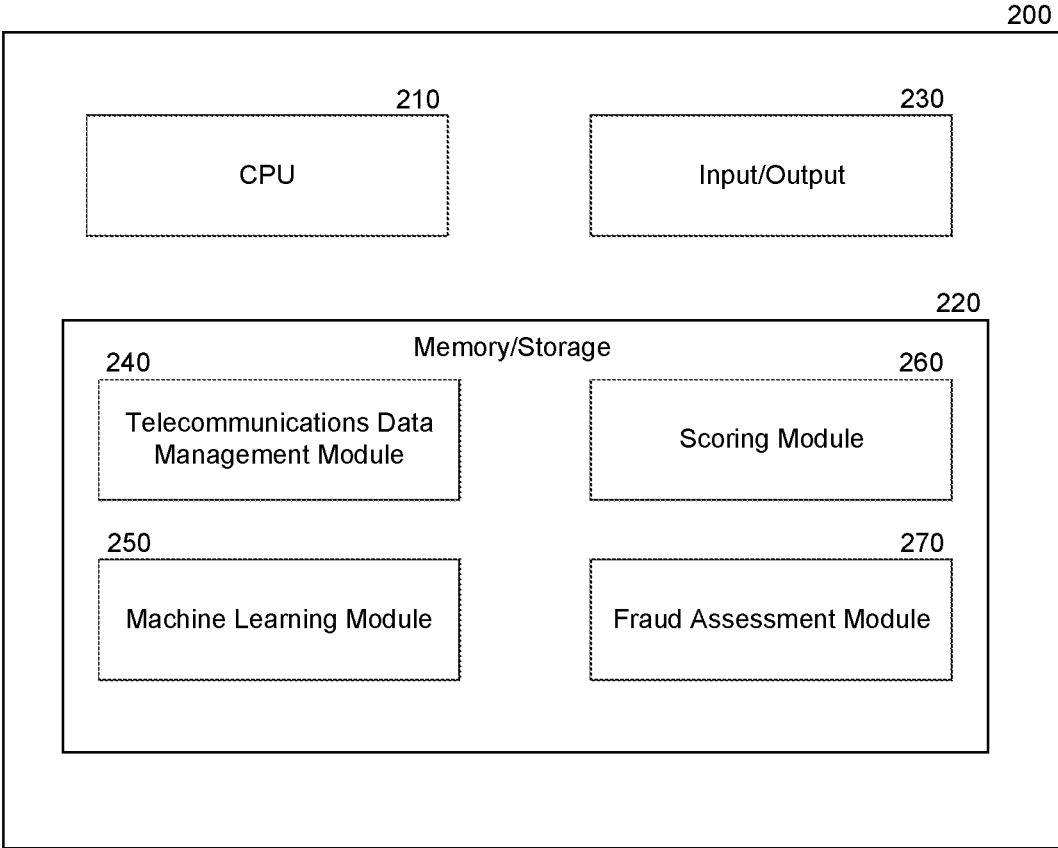 200
210
230
CPU
Input/Output
220
Memory/Storage
240
260
Telecommunications Data
Management Module
Scoring Module
250
270
Machine Learning Module
Fraud Assessment Module